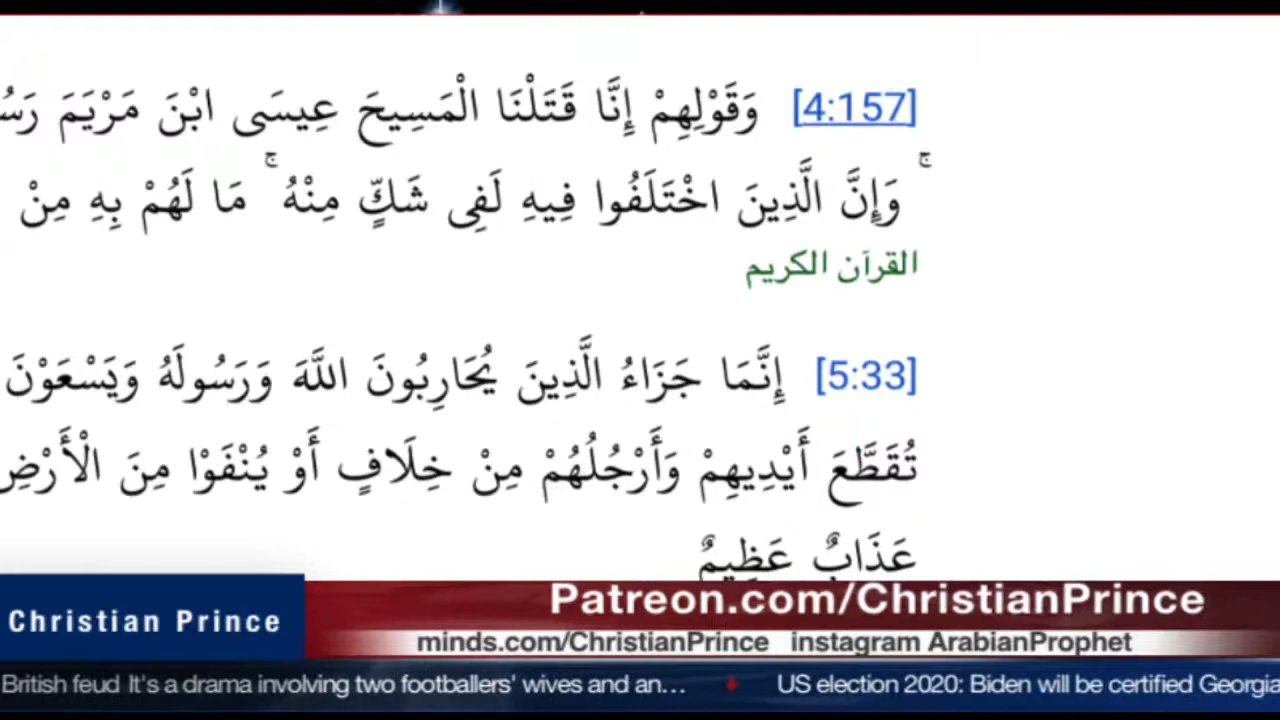 [4:157] وَقَوْلِهِمْ إِنَّا قَتَلْنَا الْمَسِيحَ عِيسَى ابْنَ مَرْيَمَ
ۚ وَإِنَّ الَّذِينَ اخْتَلَفُوا فِيهِ لَفِي شَكٍّ مِنْهُ ۚ مَا لَهُمْ بِهِ مِنْ
القرآن الكريم
[5:33] إِنَّمَا جَزَاءُ الَّذِينَ يُحَارِبُونَ اللَّهَ وَرَسُولَهُ وَيَسْعَوْنَ
تُقَطَّعَ أَيْدِيهِمْ وَأَرْجُلُهُمْ مِنْ خِلَافٍ أَوْ يُنْفَوْا مِنَ الْأَرْضِ
عَذَابٌ عَظِيمٌ
Patreon.com/ChristianPrince
Christian Prince
minds.com/ChristianPrince instagram ArabianProphet
British feud It's a drama involving two footballers' wives and an... US election 2020: Biden will be certified Georgia